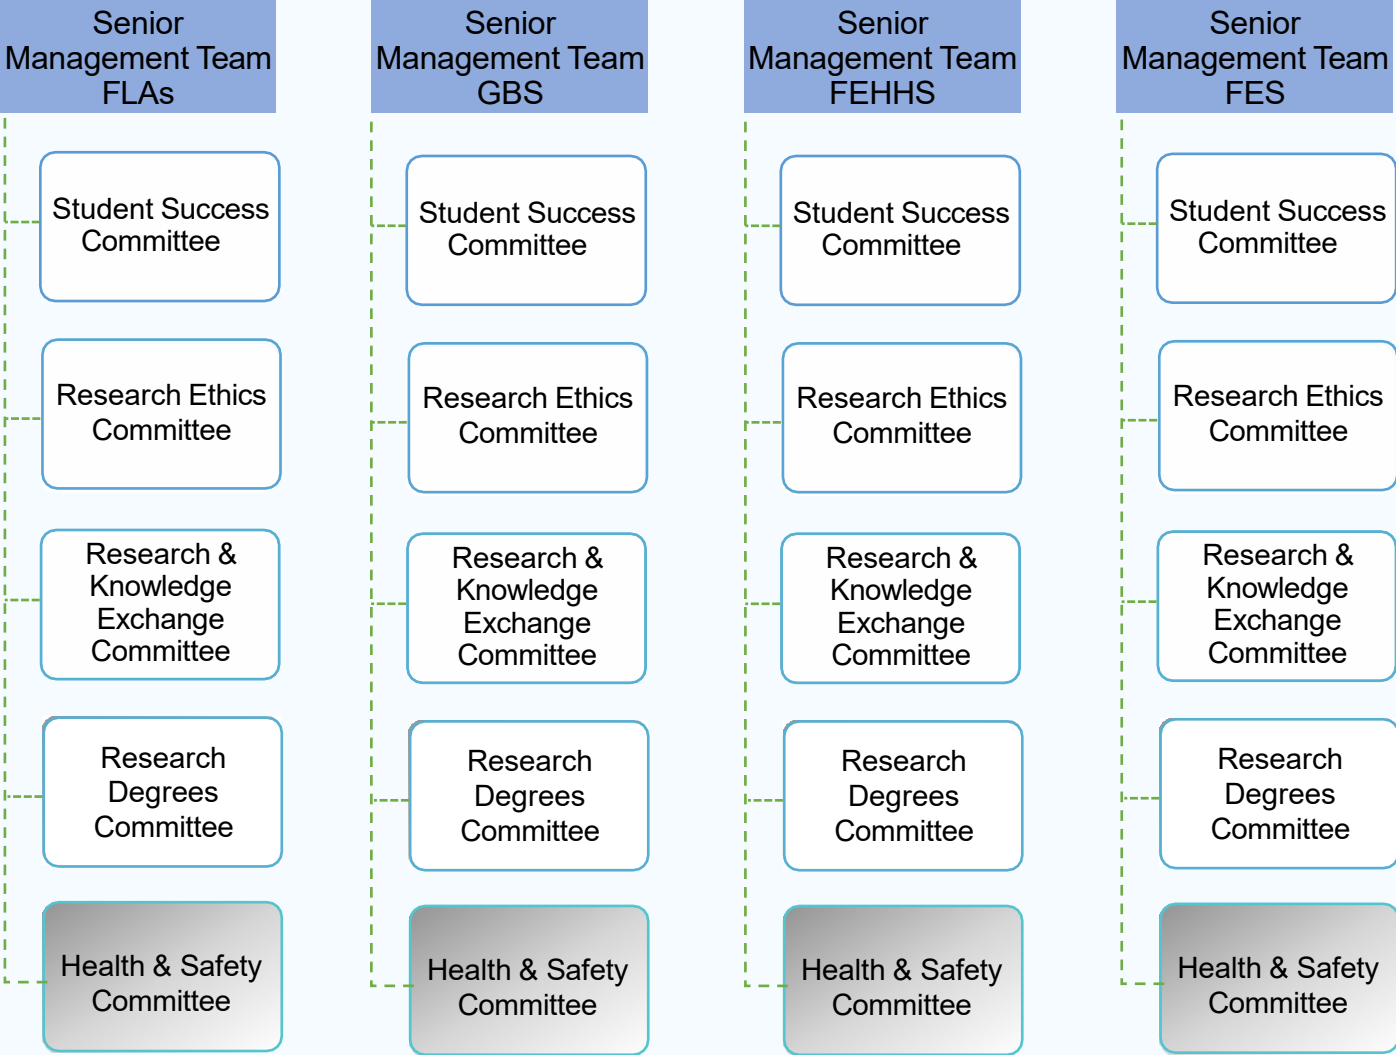 Senior
Management Team
FLAs
Student Success
Committee
Research Ethics
Committee
Research &
Knowledge
Exchange
Committee
Research
Degrees
Committee
Health & Safety
Committee
Senior
Management Team
GBS
Student Success
Committee
Research Ethics
Committee
Research &
Knowledge
Exchange
Committee
Research
Degrees
Committee
Health & Safety
Committee
Senior
Management Team
FEHHS
Student Success
Committee
Research Ethics
Committee
Research &
Knowledge
Exchange
Committee
Research
Degrees
Committee
Health & Safety
Committee
Senior
Management Team
FES
Student Success
Committee
Research Ethics
Committee
Research &
Knowledge
Exchange
Committee
Research
Degrees
Committee
Health & Safety
Committee